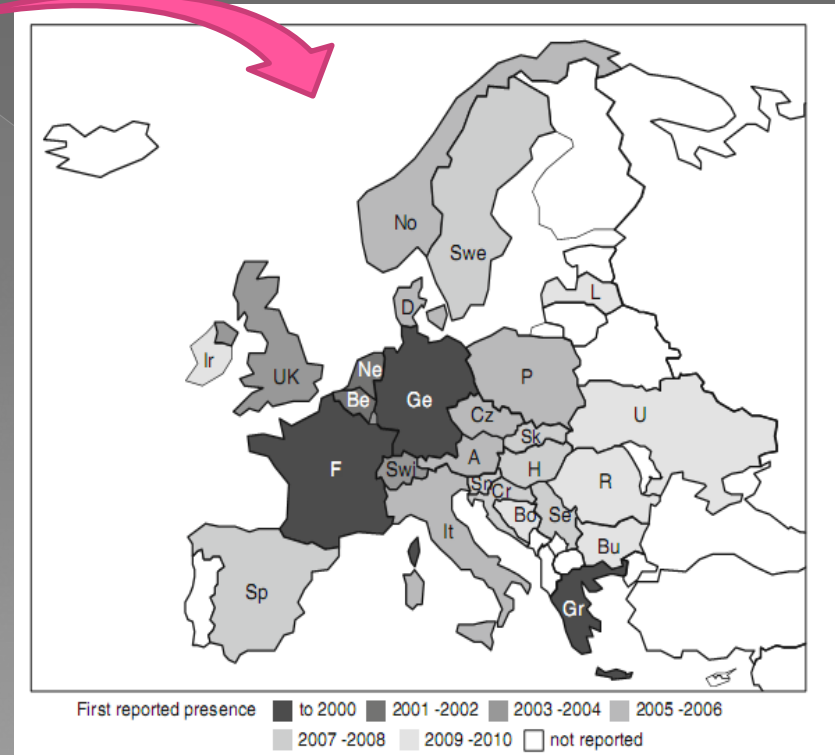 No
Swe
D
L
Ir
UK
Ne
Be
Ge
P
Cz
U
Sk
F
Swi
A
H
Sn
Cr
R
Bo
Se
It
Bu
Sp
Gr
First reported presence to 2000 2001 -2002 2003 -2004 2005 -2006
2007 -2008 2009 -2010 not reported